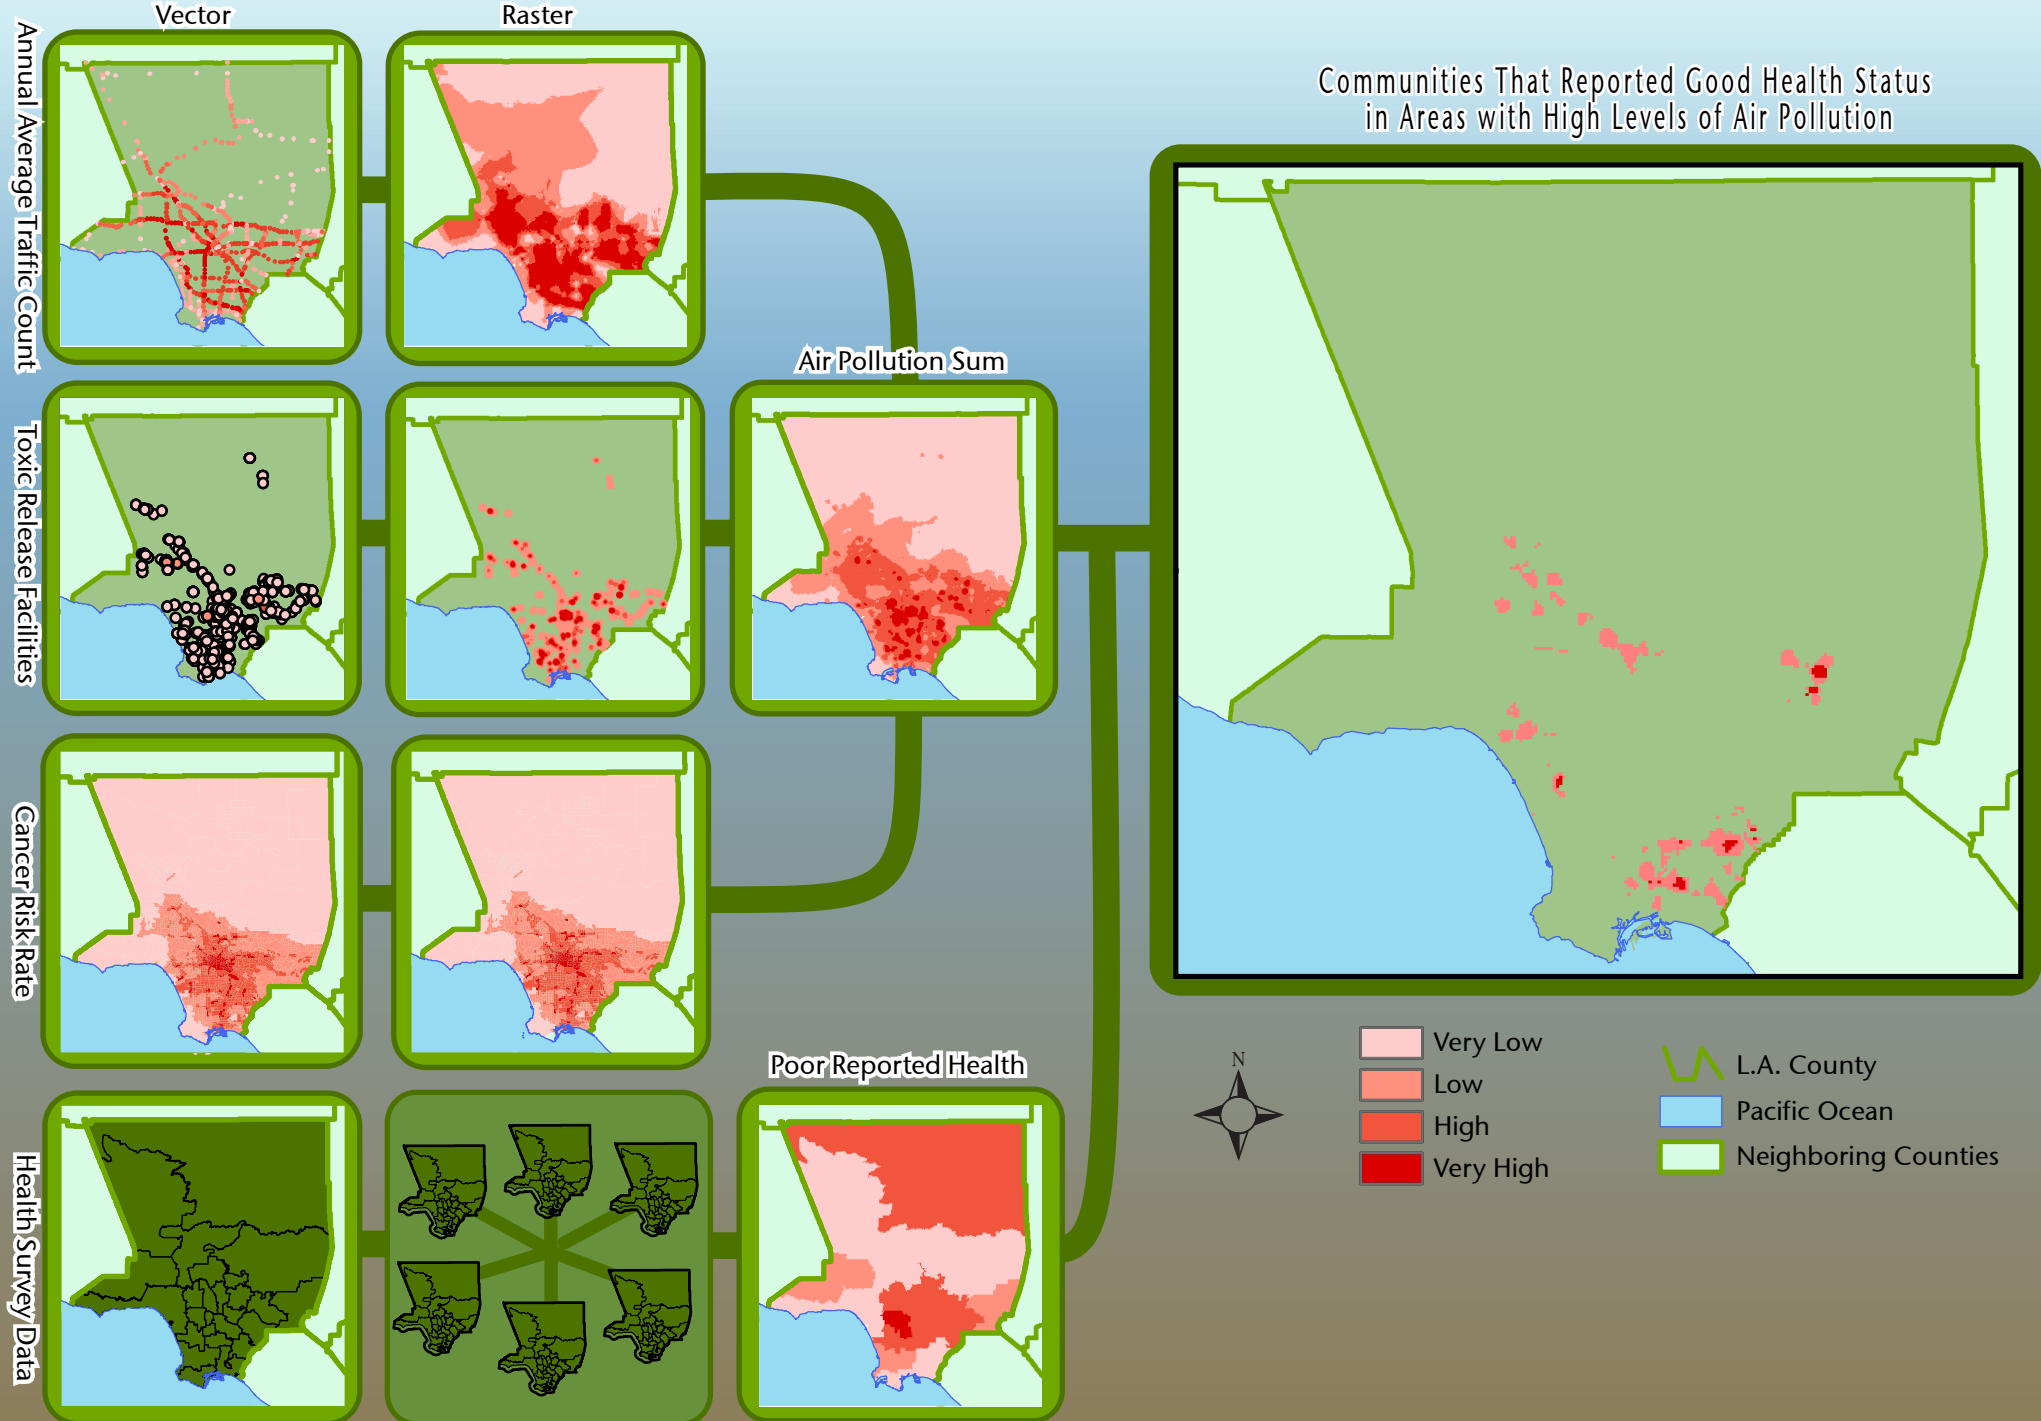 Vector
Raster
Annual Average Traffic Count
Communities That Reported Good Health Status
in Areas with High Levels of Air Pollution
Toxic Release Facilities
Air Pollution Sum
Cancer Risk Rate
Health Survey Data
Poor Reported Health
N
Very Low
Low
High
Very High
L.A. County
Pacific Ocean
Neighboring Counties